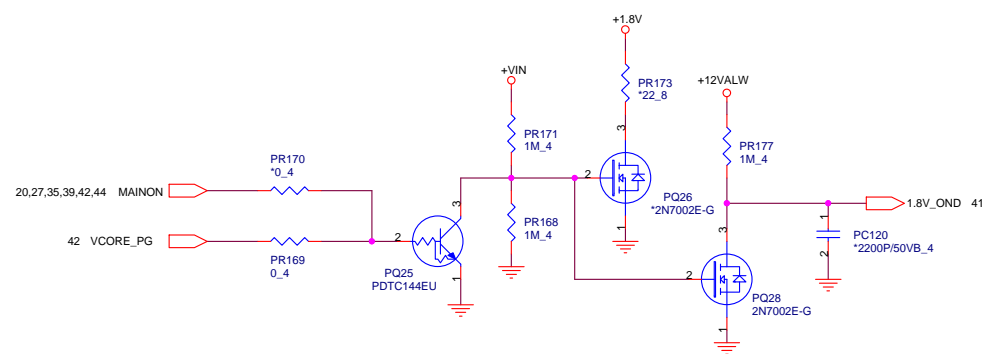 +1.8V
+VIN
PR173
*22_8
+12VALW
3
PR171
1M_4
PR177
1M_4
PR170
*0_4
2
20,27,35,39,42,44 MAINON
PQ26
*2N7002E-G
3
1
1.8V_OND 41
PR168
1M_4
1
PC120
*2200P/50VB_4
2
3
42 VCORE_PG
2
PR169
0_4
PQ25
PDTC144EU
1
2
PQ28
2N7002E-G
1